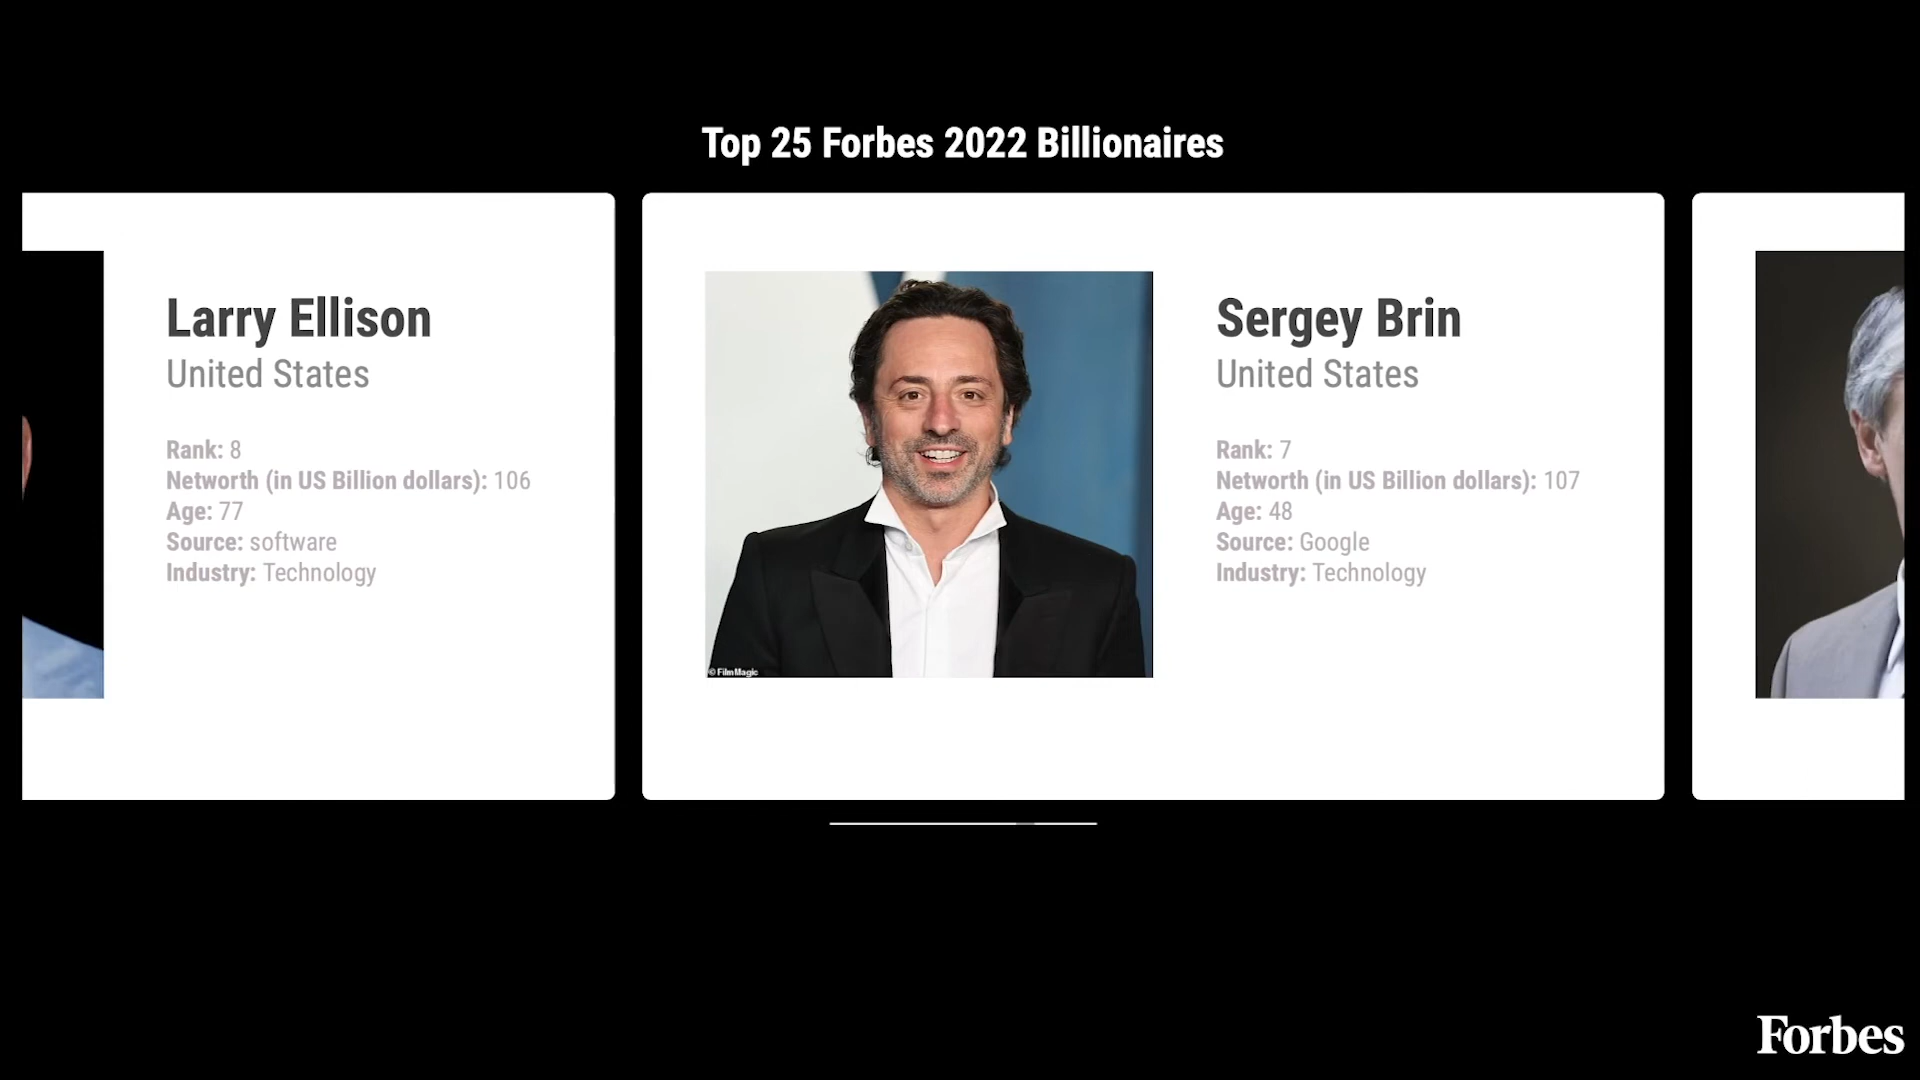 Top 25 Forbes 2022 Billionaires
Larry Ellison
United States
Rank: 8
Networth (in US Billion dollars): 106
Age: 77
Source: software
Industry: Technology
© FilmMagic
Sergey Brin
United States
Rank: 7
Networth (in US Billion dollars): 107
Age: 48
Source: Google
Industry: Technology
Forbes